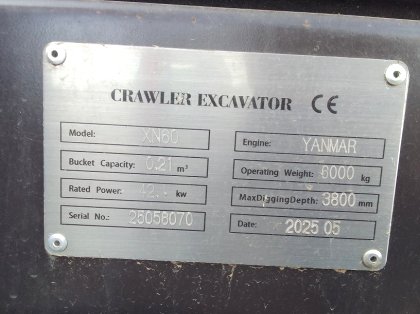 CRAWLER EXCAVATOR CE
Model: XN60
Engine: YANMAR
Bucket Capacity: 0.21 m³
Operating Weight: 6000 kg
Rated Power: kw
MaxDiggingDepth: 3800 mm
Serial No.: 25058070
Date: 2025 05